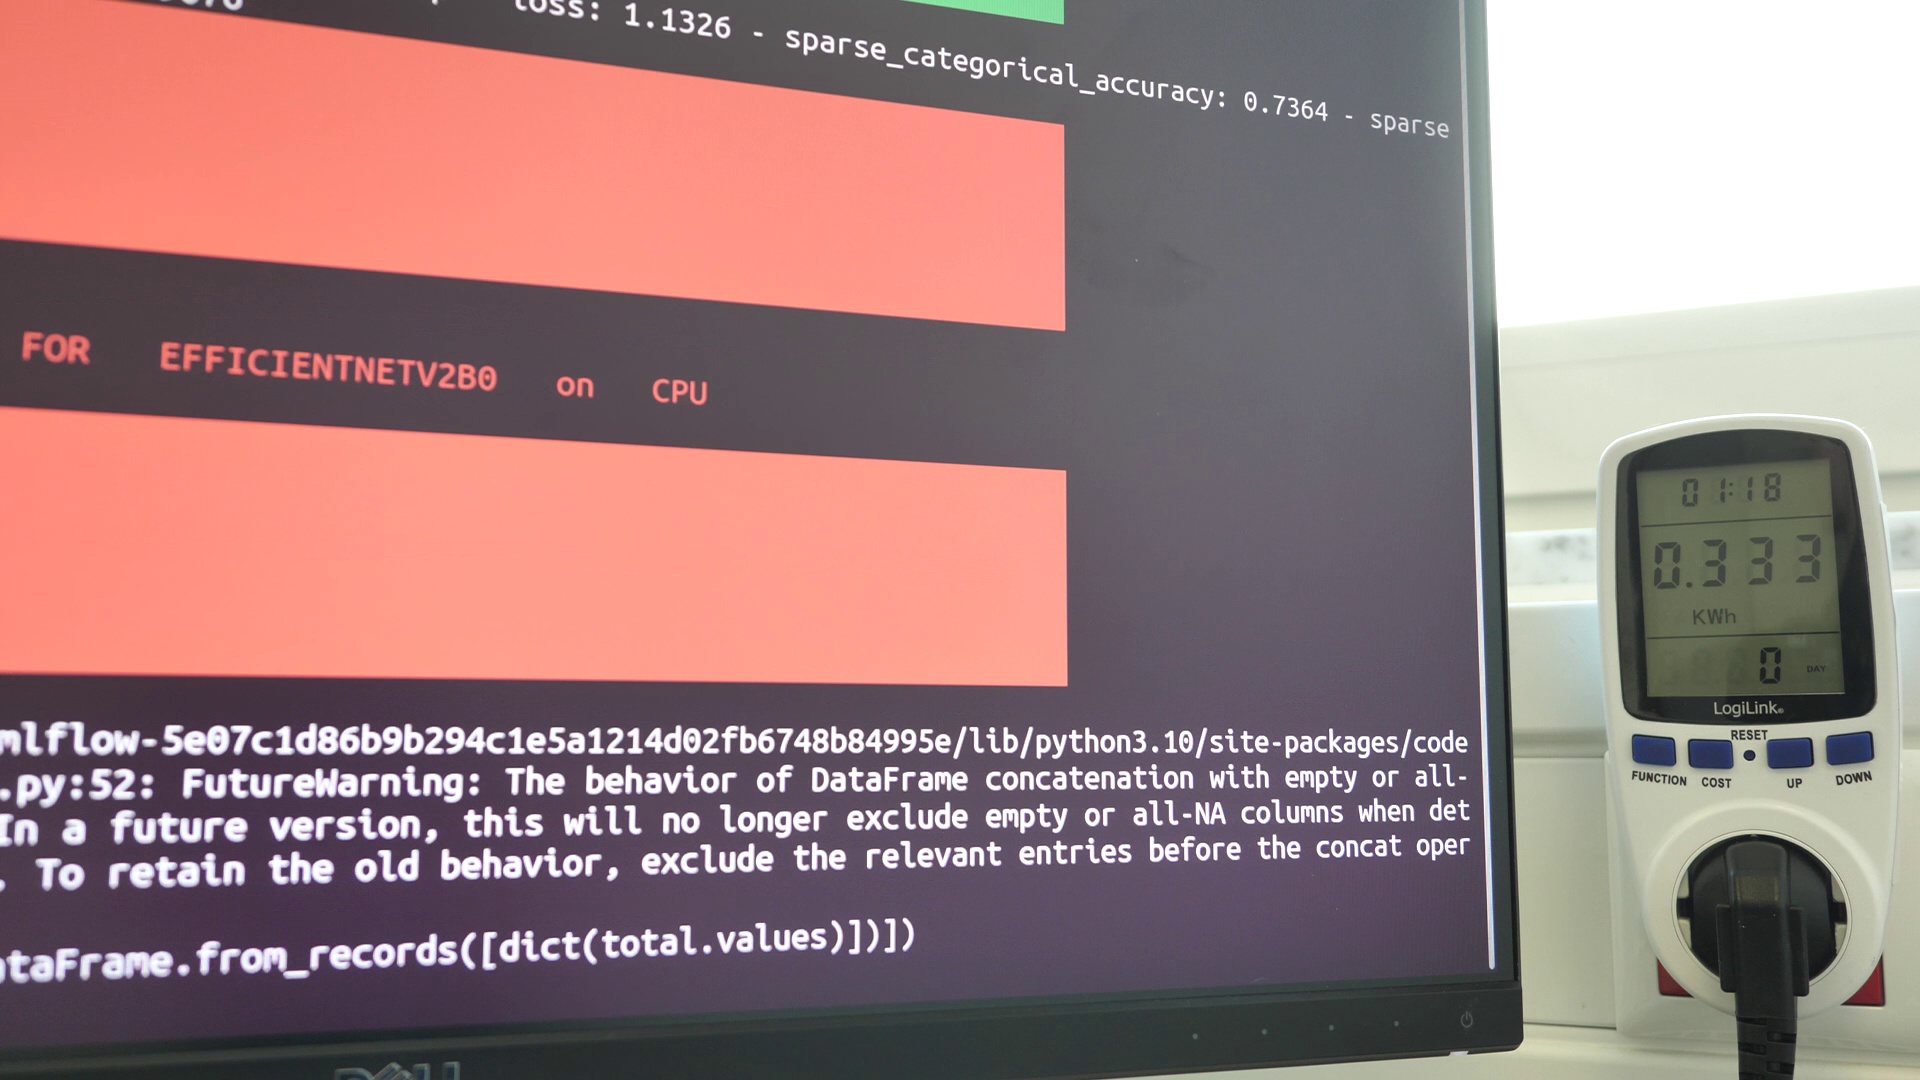 loss: 1.1326 - sparse_categorical_accuracy: 0.7364 - sparse
FOR EFFICIENTNETV2B0 on CPU
mlflow-5e07c1d86b9b294c1e5a1214d02fb6748b84995e/lib/python3.10/site-packages/code
.py:52: FutureWarning: The behavior of DataFrame concatenation with empty or all-
In a future version, this will no longer exclude empty or all-NA columns when det
. To retain the old behavior, exclude the relevant entries before the concat oper
ataFrame.from_records([dict(total.values)])])
DELL
01:18
0.333
KWh
0 DAY
LogiLink
RESET
FUNCTION COST UP DOWN